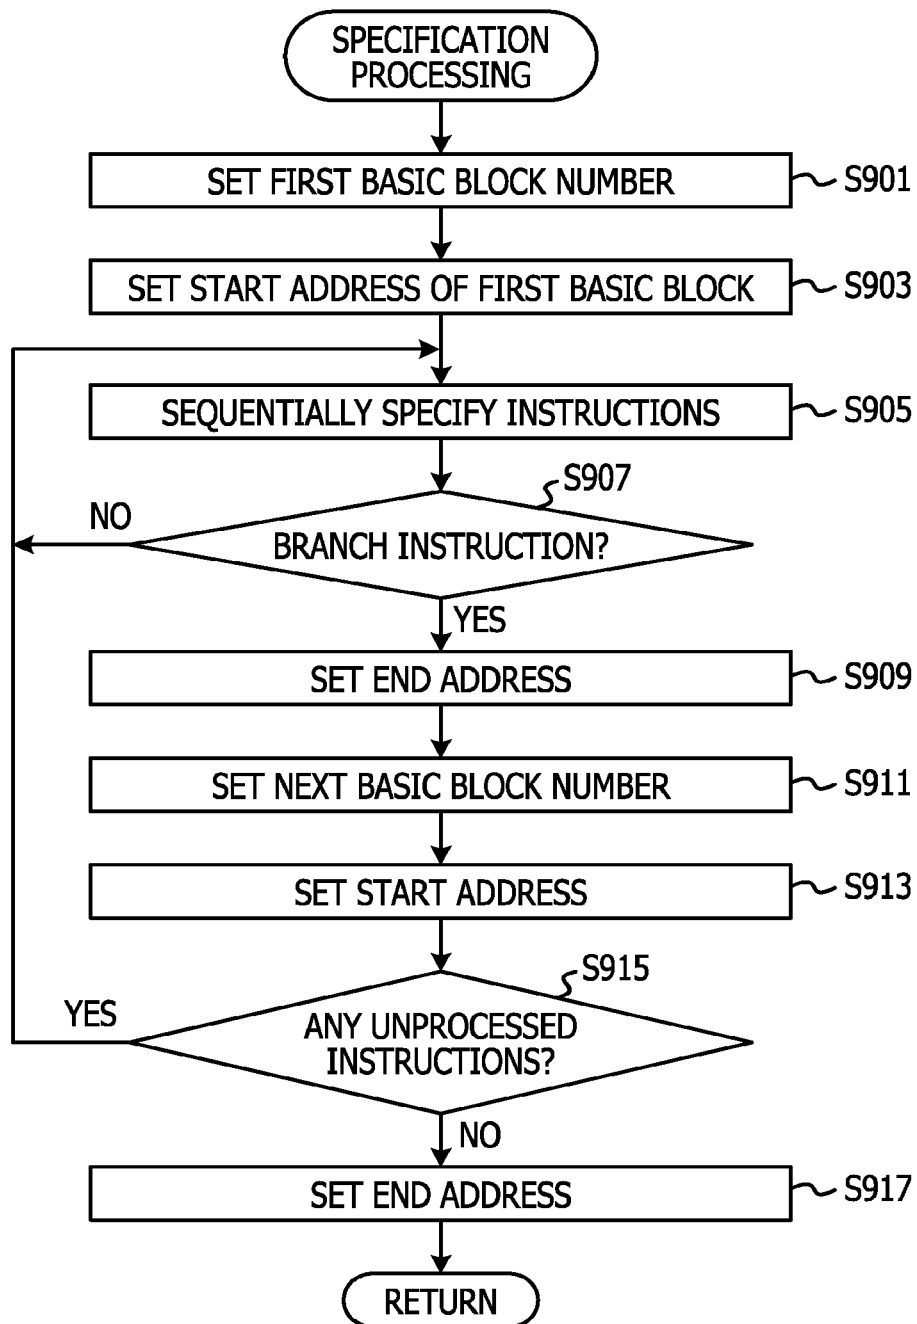 SPECIFICATION
PROCESSING
SET FIRST BASIC BLOCK NUMBER
S901
SET START ADDRESS OF FIRST BASIC BLOCK
S903
SEQUENTIALLY SPECIFY INSTRUCTIONS
S905
S907
NO
BRANCH INSTRUCTION?
YES
SET END ADDRESS
S909
SET NEXT BASIC BLOCK NUMBER
S911
SET START ADDRESS
S913
S915
YES
ANY UNPROCESSED
INSTRUCTIONS?
NO
SET END ADDRESS
S917
RETURN